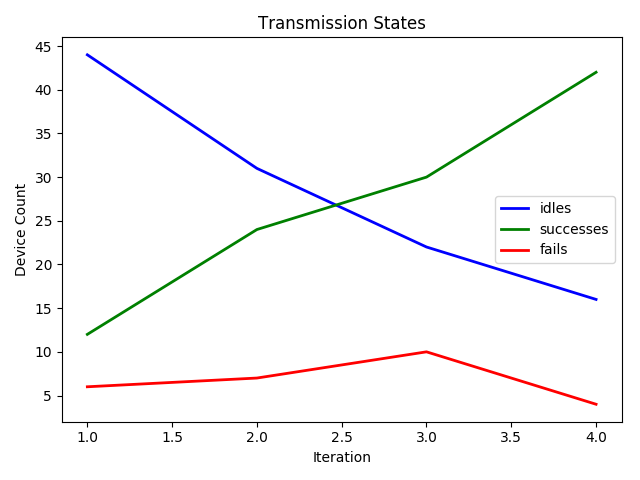 Transmission States
45
40
35
30
25
20
15
10
5
Device Count
idles
successes
fails
1.0 1.5 2.0 2.5 3.0 3.5 4.0
Iteration